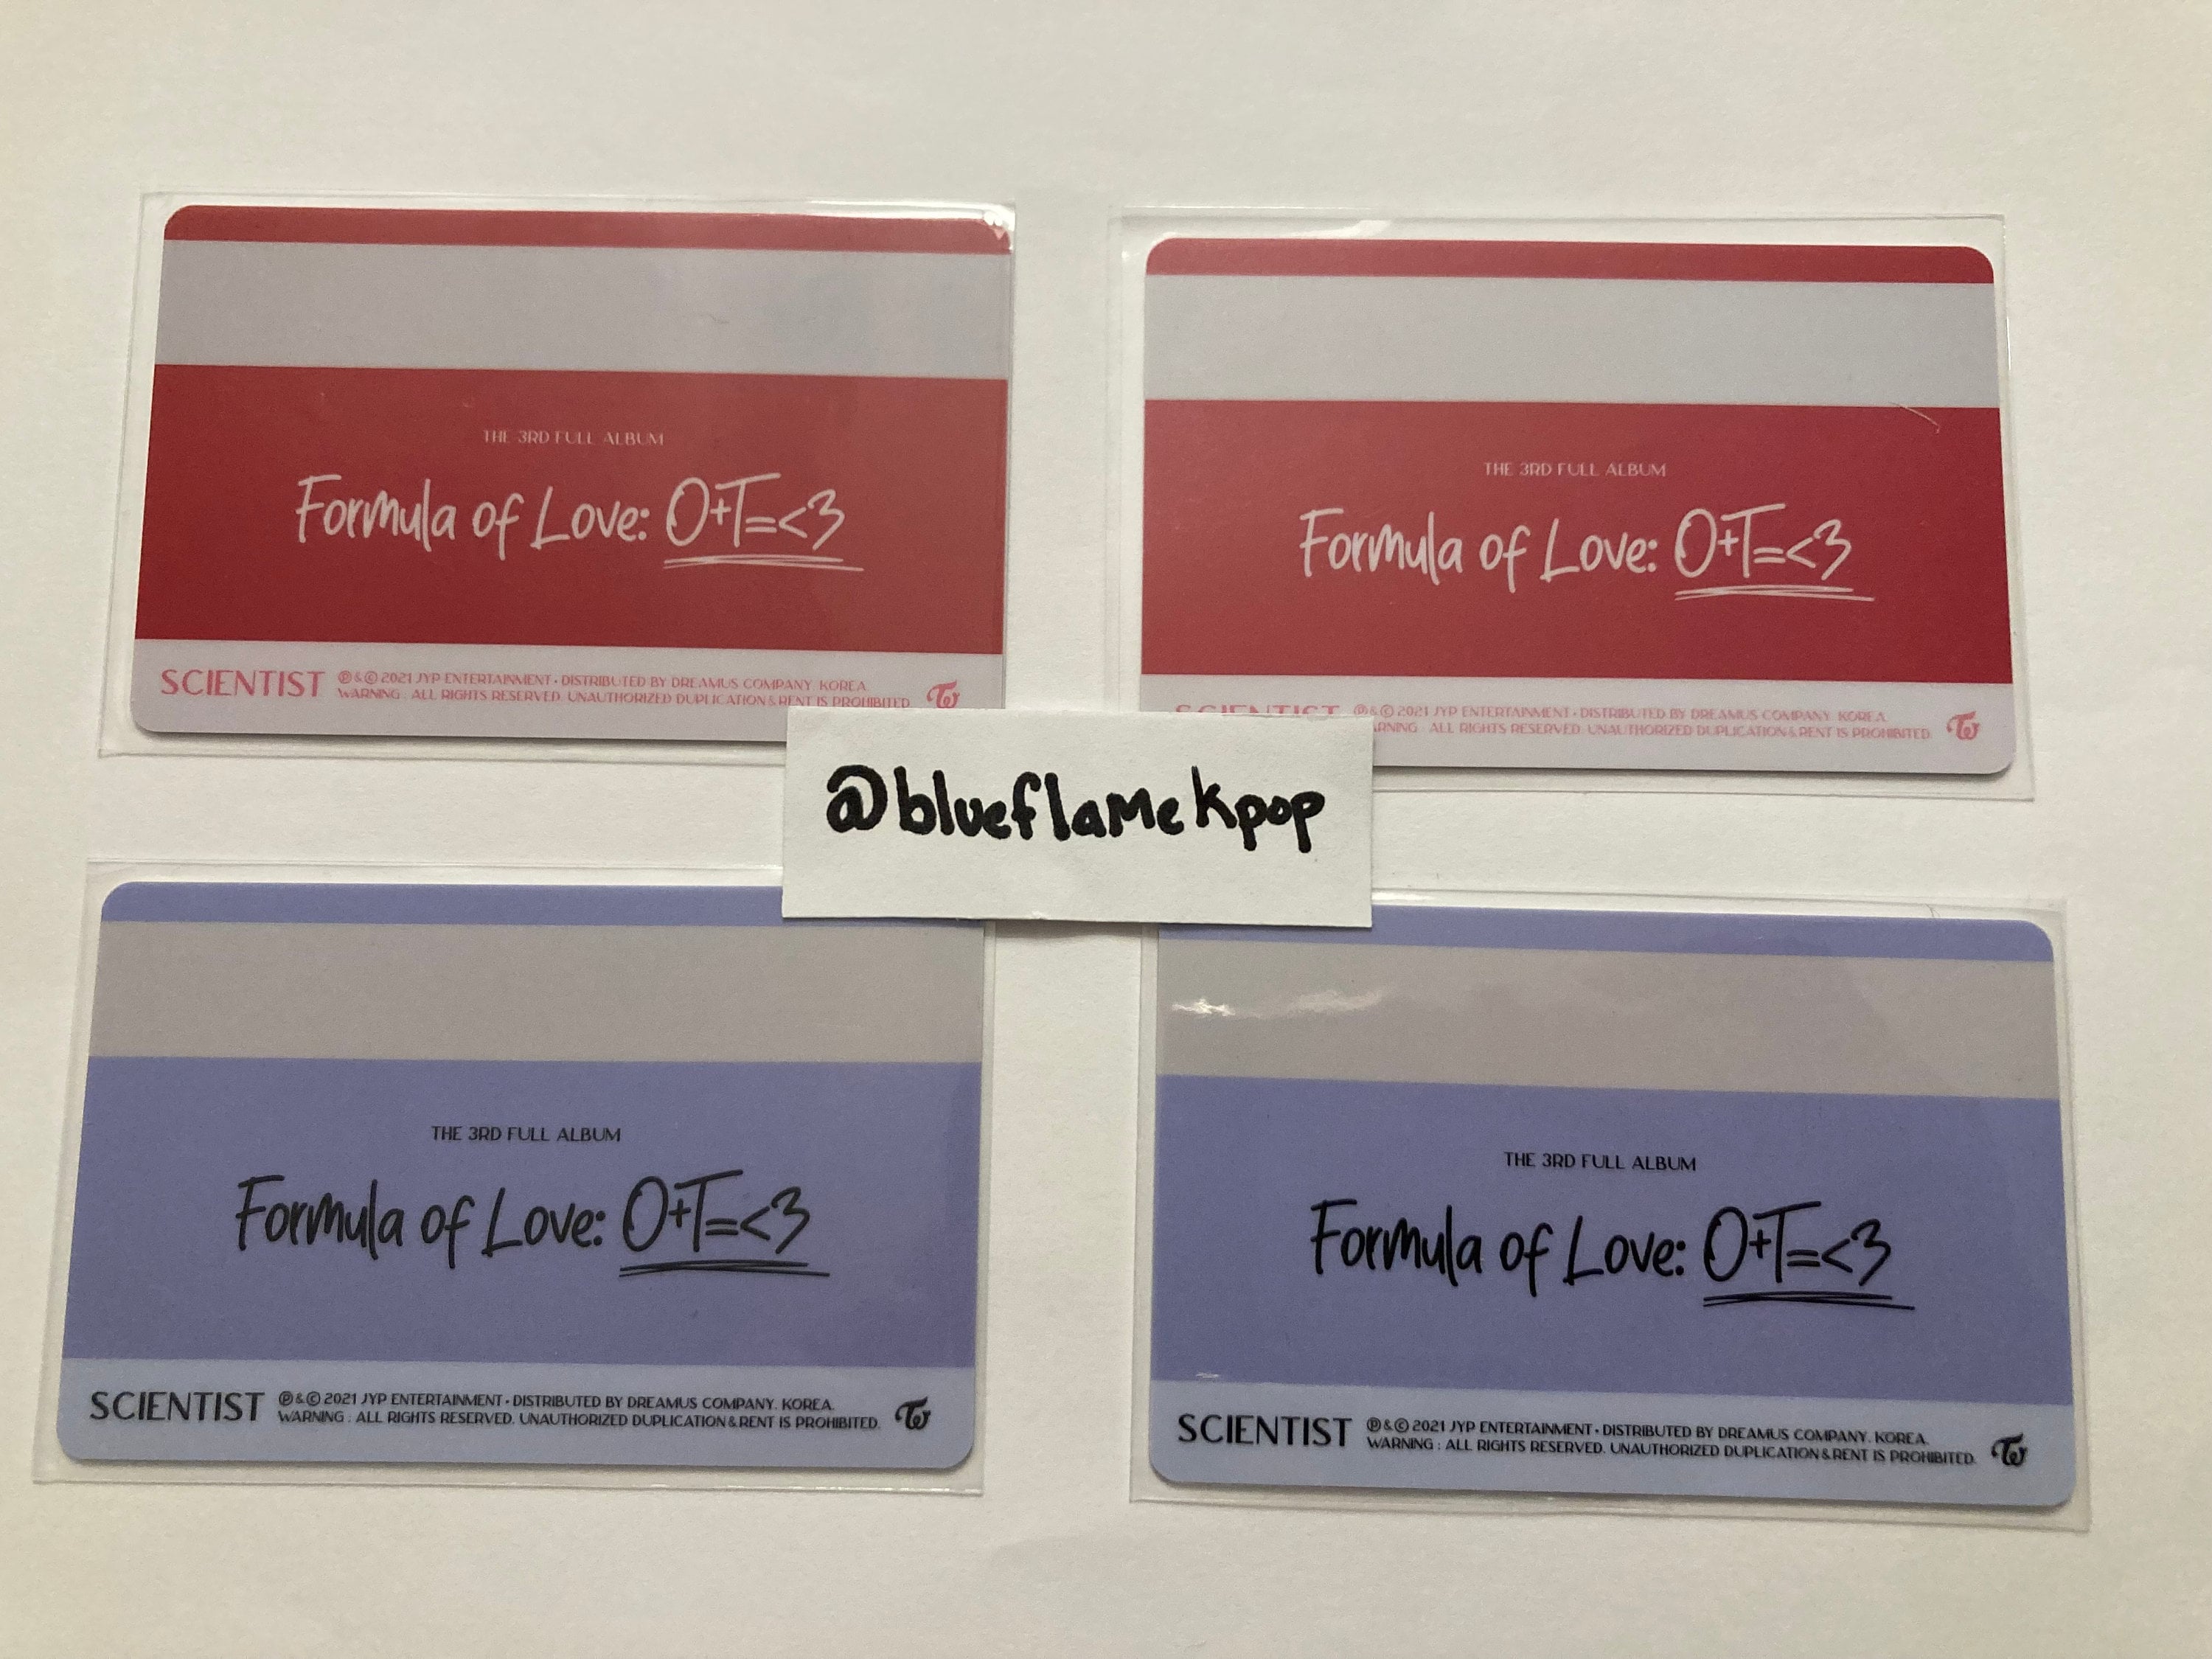 THE 3RD FULL ALBUM
Formula of Love: O+T=<3
SCIENTIST ℗&© 2021 JYP ENTERTAINMENT • DISTRIBUTED BY DREAMUS COMPANY. KOREA.
WARNING : ALL RIGHTS RESERVED. UNAUTHORIZED DUPLICATION & RENT IS PROHIBITED.
THE 3RD FULL ALBUM
Formula of Love: O+T=<3
SCIENTIST ℗&© 2021 JYP ENTERTAINMENT • DISTRIBUTED BY DREAMUS COMPANY. KOREA.
WARNING : ALL RIGHTS RESERVED. UNAUTHORIZED DUPLICATION & RENT IS PROHIBITED.
@blueflamekpop
THE 3RD FULL ALBUM
Formula of Love: O+T=<3
SCIENTIST ℗&© 2021 JYP ENTERTAINMENT • DISTRIBUTED BY DREAMUS COMPANY. KOREA.
WARNING : ALL RIGHTS RESERVED. UNAUTHORIZED DUPLICATION & RENT IS PROHIBITED.
THE 3RD FULL ALBUM
Formula of Love: O+T=<3
SCIENTIST ℗&© 2021 JYP ENTERTAINMENT • DISTRIBUTED BY DREAMUS COMPANY. KOREA.
WARNING : ALL RIGHTS RESERVED. UNAUTHORIZED DUPLICATION & RENT IS PROHIBITED.